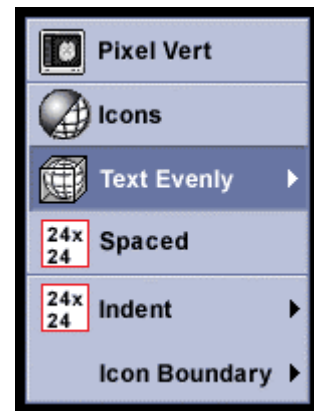 Pixel Vert
Icons
Text Evenly
24x
24
Spaced
24x
24
Indent
Icon Boundary